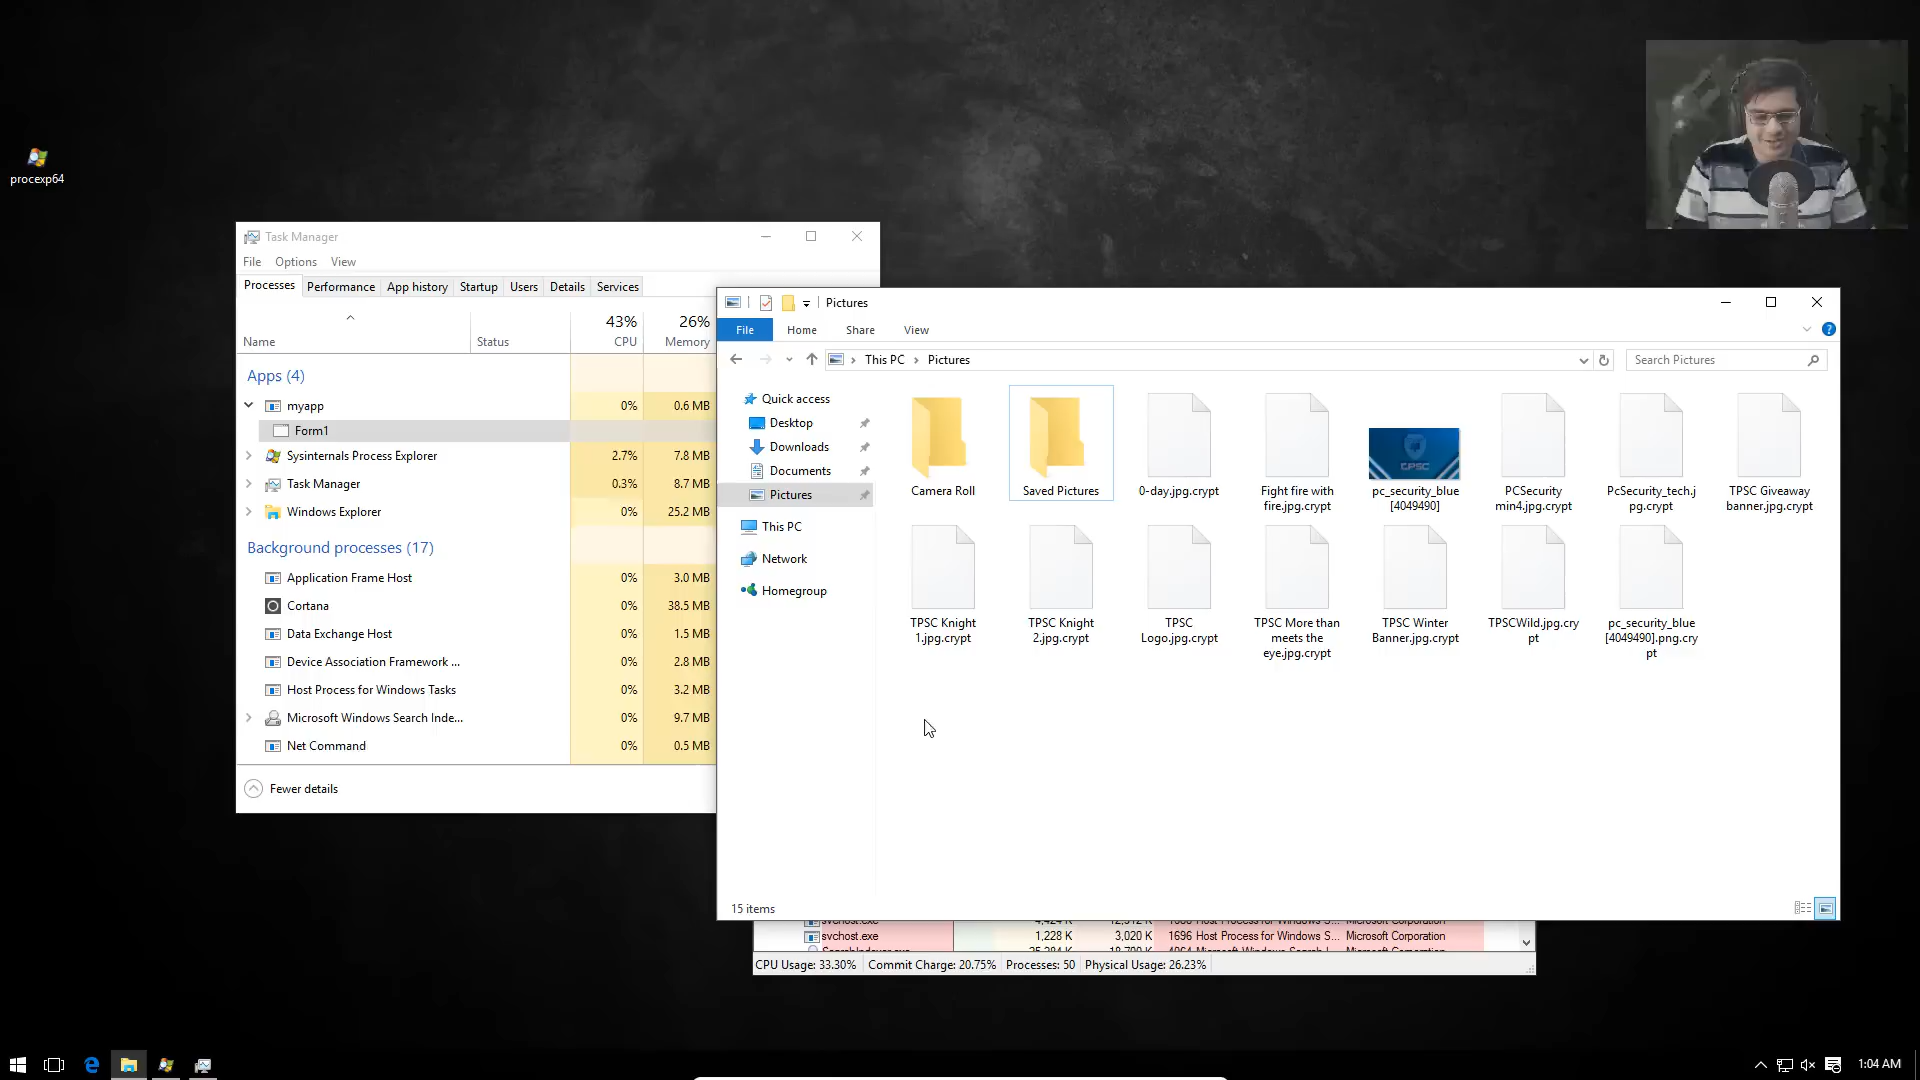 procexp64
Task Manager
File Options View
Processes Performance App history Startup Users Details Services
43% 26%
Name Status CPU Memory
Apps (4)
myapp 0% 0.6 MB
Form1
Sysinternals Process Explorer 2.7% 7.8 MB
Task Manager 0.3% 8.7 MB
Windows Explorer 0% 25.2 MB
Background processes (17)
Application Frame Host 0% 3.0 MB
Cortana 0% 38.5 MB
Data Exchange Host 0% 1.5 MB
Device Association Framework ... 0% 2.8 MB
Host Process for Windows Tasks 0% 3.2 MB
Microsoft Windows Search Inde... 0% 9.7 MB
Net Command 0% 0.5 MB
Fewer details
Pictures
File Home Share View
This PC Pictures
Search Pictures
Quick access
Desktop
Downloads
Documents
Pictures
This PC
Network
Homegroup
Camera Roll
Saved Pictures
0-day.jpg.crypt
Fight fire with
fire.jpg.crypt
TPSC
pc_security_blue
[4049490]
PCSecurity
min4.jpg.crypt
PcSecurity_tech.j
pg.crypt
TPSC Giveaway
banner.jpg.crypt
TPSC Knight
1.jpg.crypt
TPSC Knight
2.jpg.crypt
TPSC
Logo.jpg.crypt
TPSC More than
meets the
eye.jpg.crypt
TPSC Winter
Banner.jpg.crypt
TPSCWild.jpg.cry
pt
pc_security_blue
[4049490].png.cry
pt
15 items
svchost.exe 1,228 K 3,020 K 1696 Host Process for Windows S... Microsoft Corporation
CPU Usage: 33.30% Commit Charge: 20.75% Processes: 50 Physical Usage: 26.23%
1:04 AM